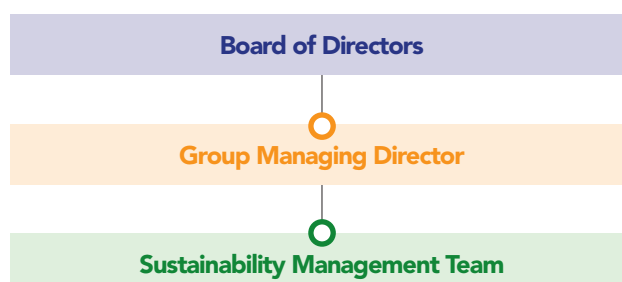 Board of Directors
Group Managing Director
Sustainability Management Team